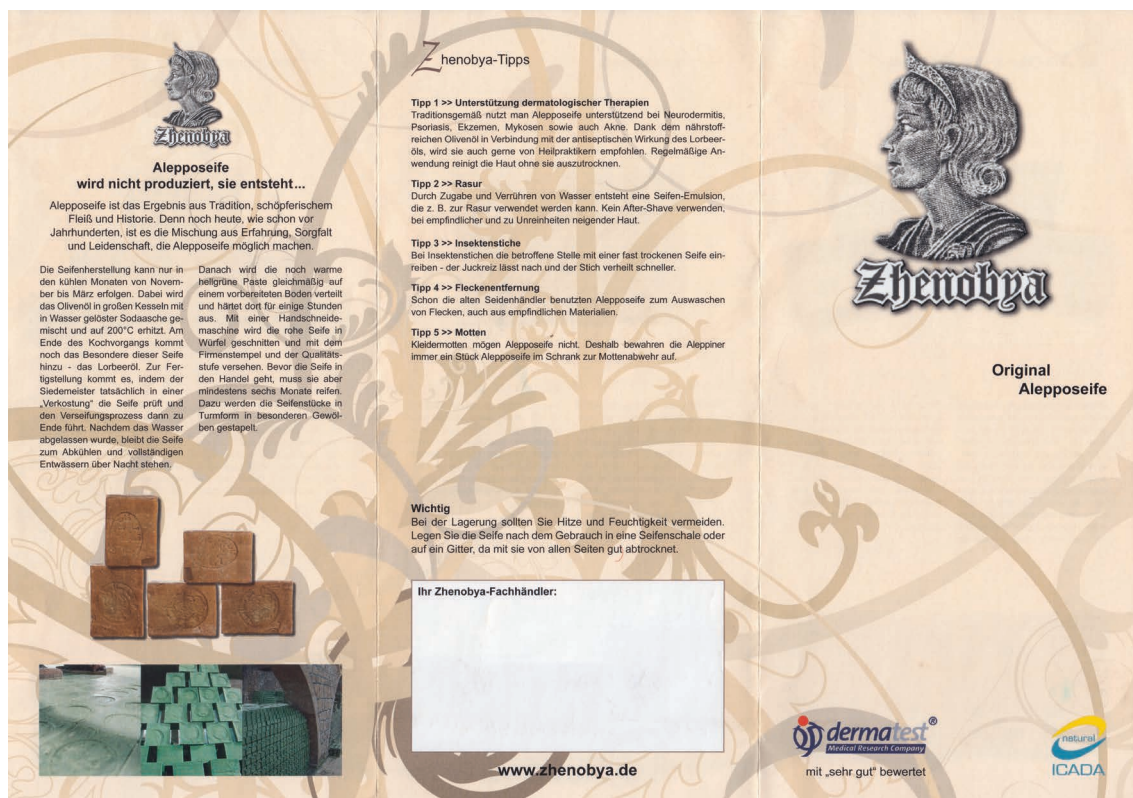 Zhenobya
Alepposeife
wird nicht produziert, sie entsteht...
Alepposeife ist das Ergebnis aus Tradition, schöpferischem
Fleiß und Historie. Denn noch heute, wie schon vor
Jahrhunderten, ist es die Mischung aus Erfahrung, Sorgfalt
und Leidenschaft, die Alepposeife möglich machen.
Die Seifenherstellung kann nur in
den kühlen Monaten von Novem-
ber bis März erfolgen. Dabei wird
das Olivenöl in großen Kesseln mit
in Wasser gelöster Sodaasche ge-
mischt und auf 200°C erhitzt. Am
Ende des Kochvorgangs kommt
noch das Besondere dieser Seife
hinzu - das Lorbeeröl. Zur Fer-
tigstellung kommt es, indem der
Siedemeister tatsächlich in einer
„Verkostung“ die Seife prüft und
den Verseifungsprozess dann zu
Ende führt. Nachdem das Wasser
abgelassen wurde, bleibt die Seife
zum Abkühlen und vollständigen
Entwässern über Nacht stehen.
Danach wird die noch warme
hellgrüne Paste gleichmäßig auf
einem vorbereiteten Boden verteilt
und härtet dort für einige Stunden
aus. Mit einer Handschneide-
maschine wird die rohe Seife in
Würfel geschnitten und mit dem
Firmenstempel und der Qualitäts-
stufe versehen. Bevor die Seife in
den Handel geht, muss sie aber
mindestens sechs Monate reifen.
Dazu werden die Seifenstücke in
Turmform in besonderen Gewöl-
ben gestapelt.
Zhenobya-Tipps
Tipp 1 >> Unterstützung dermatologischer Therapien
Traditionsgemäß nutzt man Alepposeife unterstützend bei Neurodermitis,
Psoriasis, Ekzemen, Mykosen sowie auch Akne. Dank dem nährstoff-
reichen Olivenöl in Verbindung mit der antiseptischen Wirkung des Lorbeer-
öls, wird sie auch gerne von Heilpraktikern empfohlen. Regelmäßige An-
wendung reinigt die Haut ohne sie auszutrocknen.
Tipp 2 >> Rasur
Durch Zugabe und Verrühren von Wasser entsteht eine Seifen-Emulsion,
die z. B. zur Rasur verwendet werden kann. Kein After-Shave verwenden,
bei empfindlicher und zu Unreinheiten neigender Haut.
Tipp 3 >> Insektenstiche
Bei Insektenstichen die betroffene Stelle mit einer fast trockenen Seife ein-
reiben - der Juckreiz lässt nach und der Stich verheilt schneller.
Tipp 4 >> Fleckenentfernung
Schon die alten Seidenhändler benutzten Alepposeife zum Auswaschen
von Flecken, auch aus empfindlichen Materialien.
Tipp 5 >> Motten
Kleidermotten mögen Alepposeife nicht. Deshalb bewahren die Aleppiner
immer ein Stück Alepposeife im Schrank zur Mottenabwehr auf.
Wichtig
Bei der Lagerung sollten Sie Hitze und Feuchtigkeit vermeiden.
Legen Sie die Seife nach dem Gebrauch in eine Seifenschale oder
auf ein Gitter, da mit sie von allen Seiten gut abtrocknet.
Ihr Zhenobya-Fachhändler:
www.zhenobya.de
Zhenobya
Original
Alepposeife
dermatest®
Medical Research Company
mit „sehr gut“ bewertet
natural
ICADA